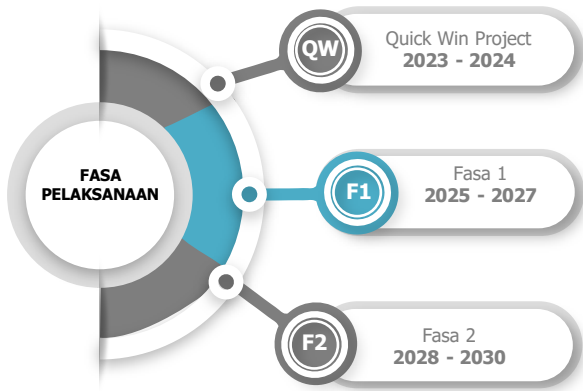 FASA
PELAKSANAAN
QW
Quick Win Project
2023 - 2024
F1
Fasa 1
2025 - 2027
F2
Fasa 2
2028 - 2030